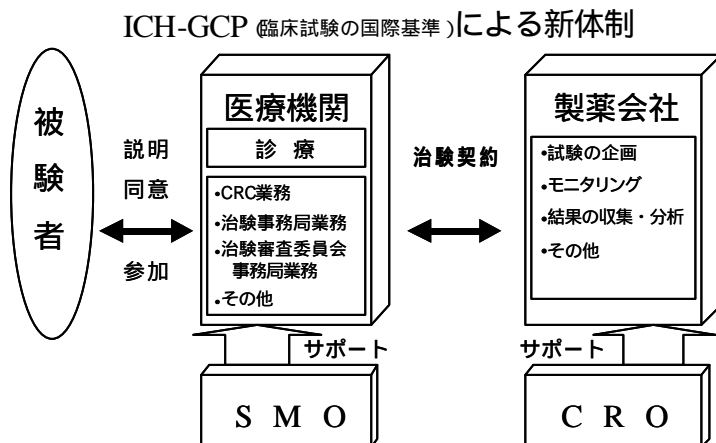 ICH-GCP（臨床試験の国際基準）による新体制
被験者
説明
同意
参加
医療機関
診 療
•CRC業務
•治験事務局業務
•治験審査委員会
事務局業務
•その他
治験契約
製薬会社
•試験の企画
•モニタリング
•結果の収集・分析
•その他
サポート
サポート
S M O
C R O